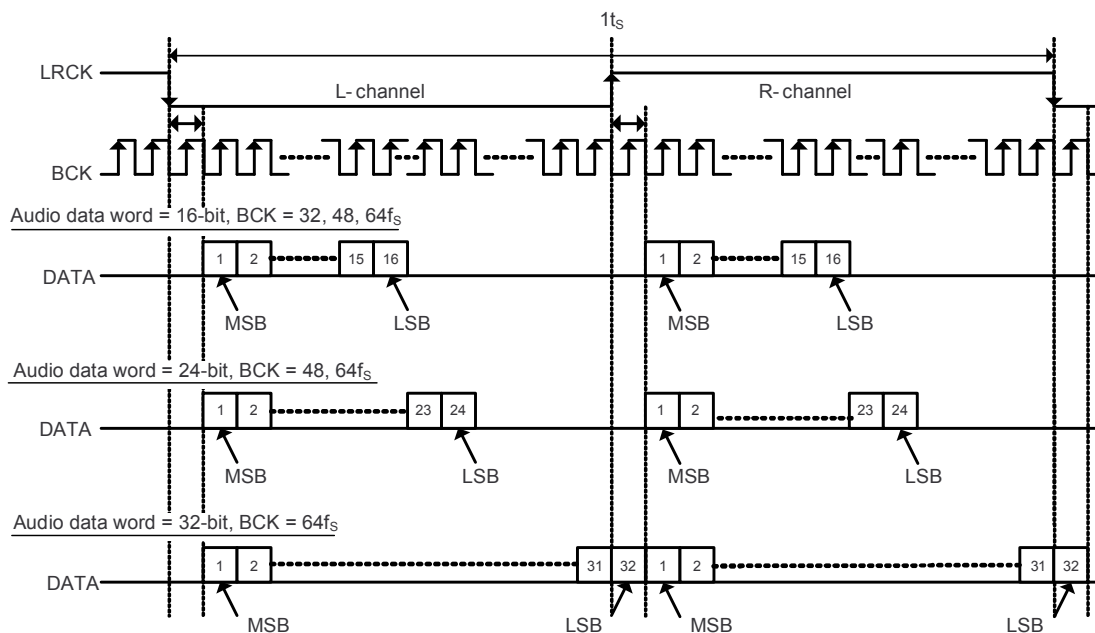 1tS
LRCK
L- channel
R- channel
BCK
Audio data word = 16-bit, BCK = 32, 48, 64fS
DATA
1 2 15 16
1 2 15 16
MSB
LSB
MSB
LSB
Audio data word = 24-bit, BCK = 48, 64fS
DATA
1 2 23 24
1 2 23 24
MSB
LSB
MSB
LSB
Audio data word = 32-bit, BCK = 64fS
DATA
1 2 31 32
1 2 31 32
MSB
LSB
MSB
LSB